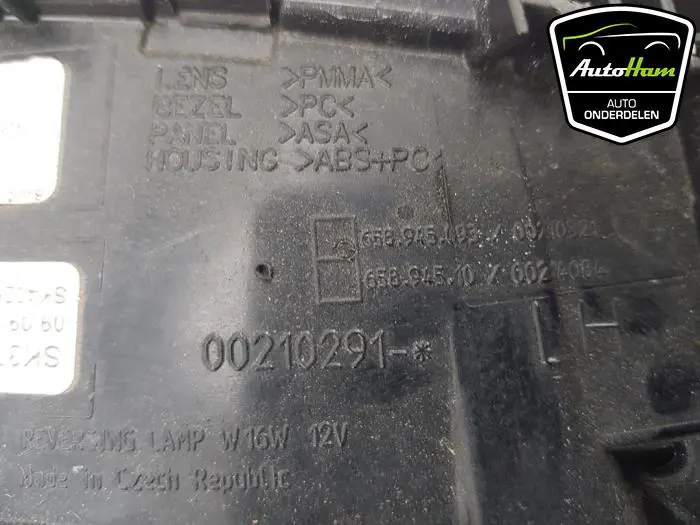 AutoHam
AUTO
ONDERDELEN
LENS >PMMA<
BEZEL >PC<
PANEL >ASA<
HOUSING >ABS+PC<
00210291-*
LH
REVERSING LAMP W16W 12V
Made in Czech Republic